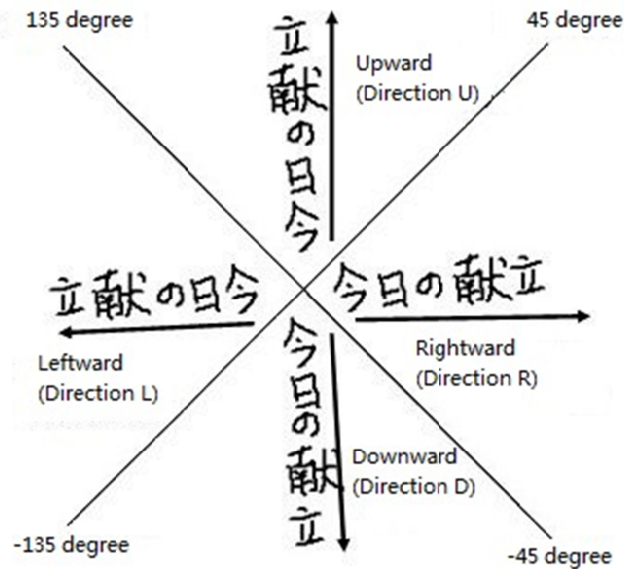 135 degree
45 degree
立献の日今
Upward
(Direction U)
立献の日今
今日の献立
Leftward
(Direction L)
Rightward
(Direction R)
今日の献立
Downward
(Direction D)
-135 degree
-45 degree